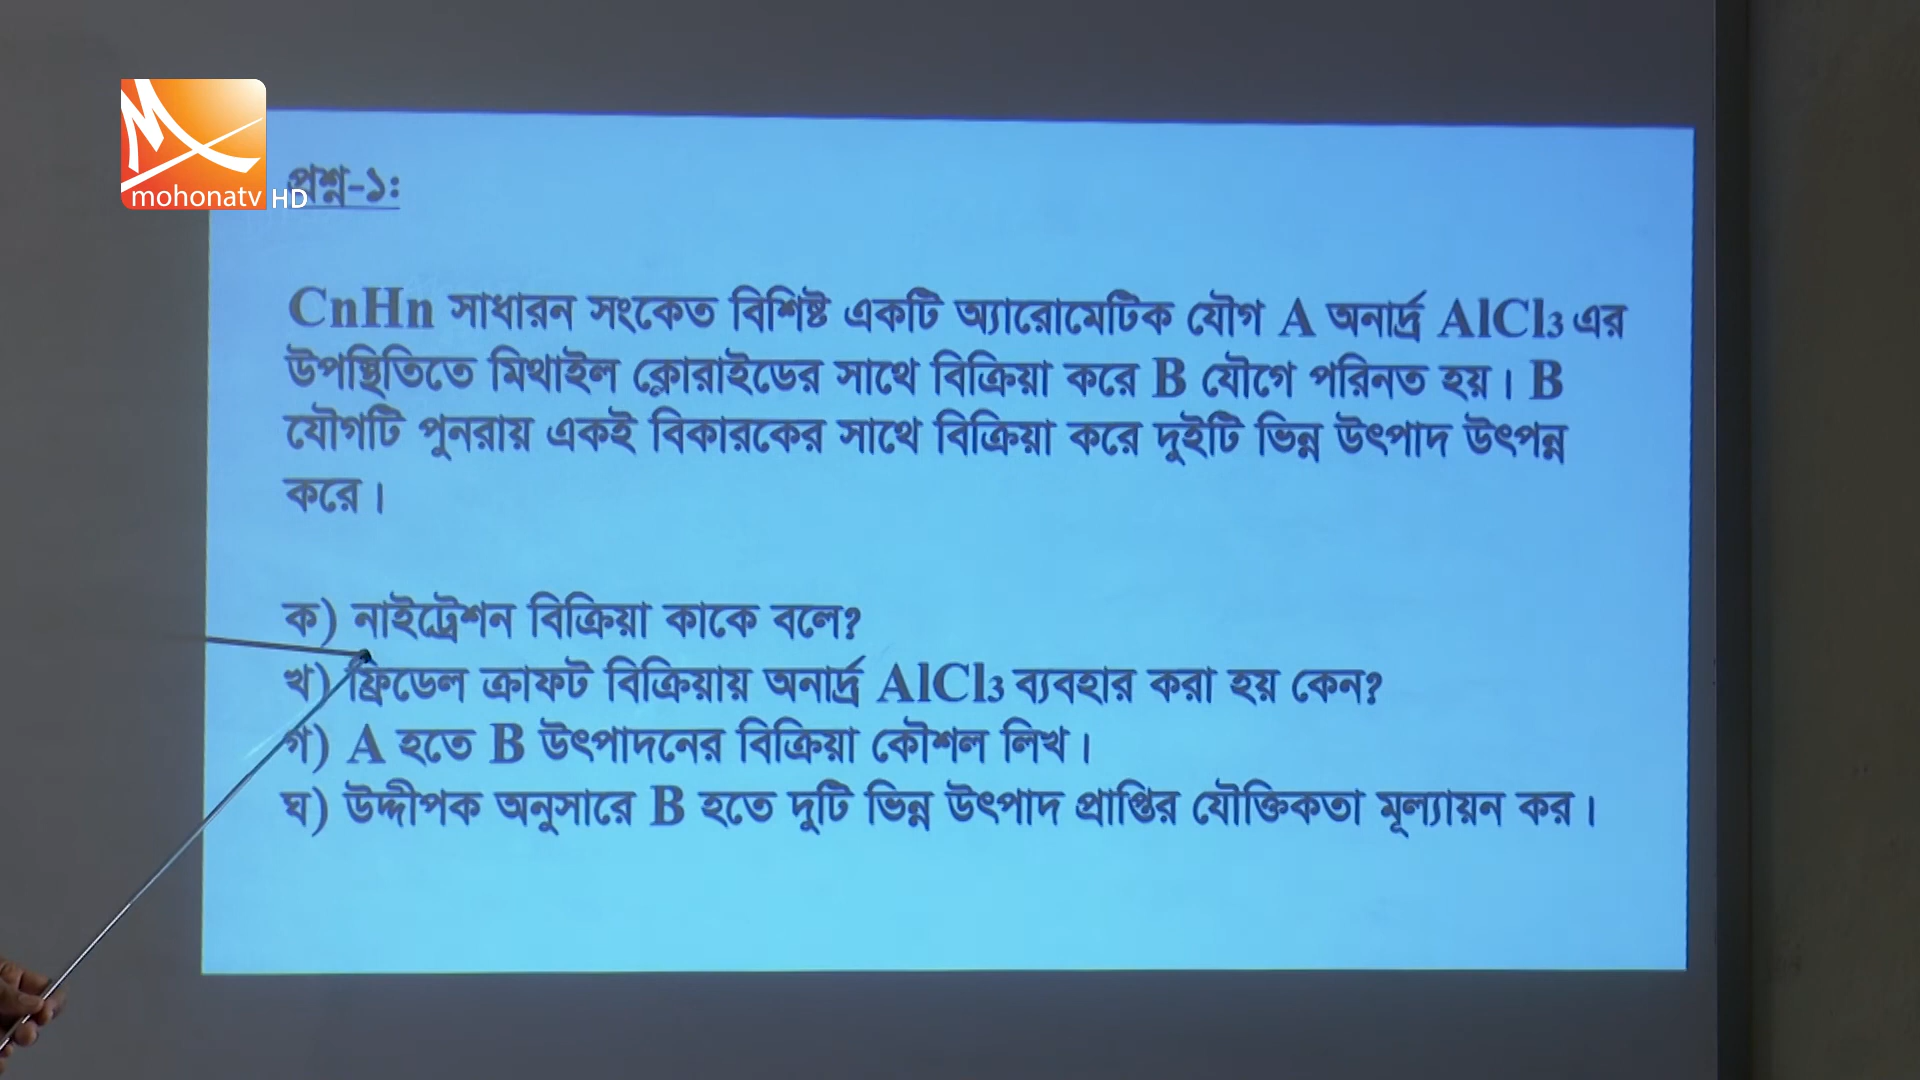 mohonatv HD
প্রশ্ন-১ঃ
CnHn সাধারন সংকেত বিশিষ্ট একটি অ্যারোমেটিক যৌগ A অনার্দ্র AlCl₃ এর
উপস্থিতিতে মিথাইল ক্লোরাইডের সাথে বিক্রিয়া করে B যৌগে পরিনত হয়। B
যৌগটি পুনরায় একই বিকারকের সাথে বিক্রিয়া করে দুইটি ভিন্ন উৎপাদ উৎপন্ন
করে।
ক) নাইট্রেশন বিক্রিয়া কাকে বলে?
খ) ফ্রিডেল ক্রাফট বিক্রিয়ায় অনার্দ্র AlCl₃ ব্যবহার করা হয় কেন?
গ) A হতে B উৎপাদনের বিক্রিয়া কৌশল লিখ।
ঘ) উদ্দীপক অনুসারে B হতে দুটি ভিন্ন উৎপাদ প্রাপ্তির যৌক্তিকতা মূল্যায়ন কর।